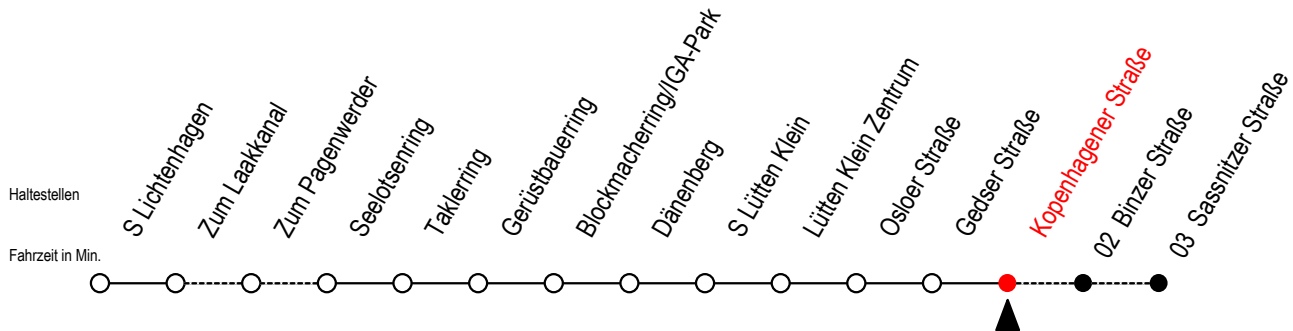 S Lichtenhagen
Zum Laakkanal
Zum Pagenwerder
Seelotsenring
Taklerring
Gerüstbauerring
Blockmacherring/IGA-Park
Dänenberg
S Lütten Klein
Lütten Klein Zentrum
Osloer Straße
Gedser Straße
Kopenhagener Straße
02 Binzer Straße
03 Sassnitzer Straße
Haltestellen
Fahrzeit in Min.